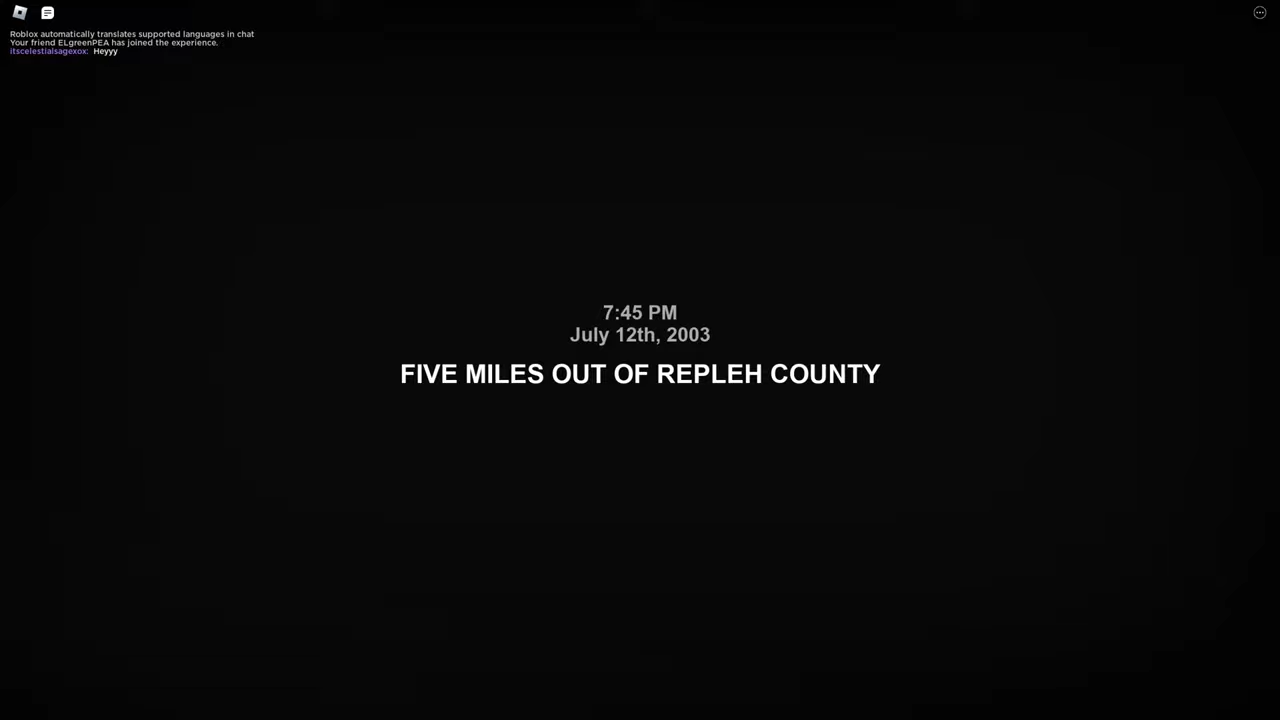 Roblox automatically translates supported languages in chat
Your friend ELgreenPEA has joined the experience.
itscelestialsagexox: Heyyy
7:45 PM
July 12th, 2003
FIVE MILES OUT OF REPLEH COUNTY